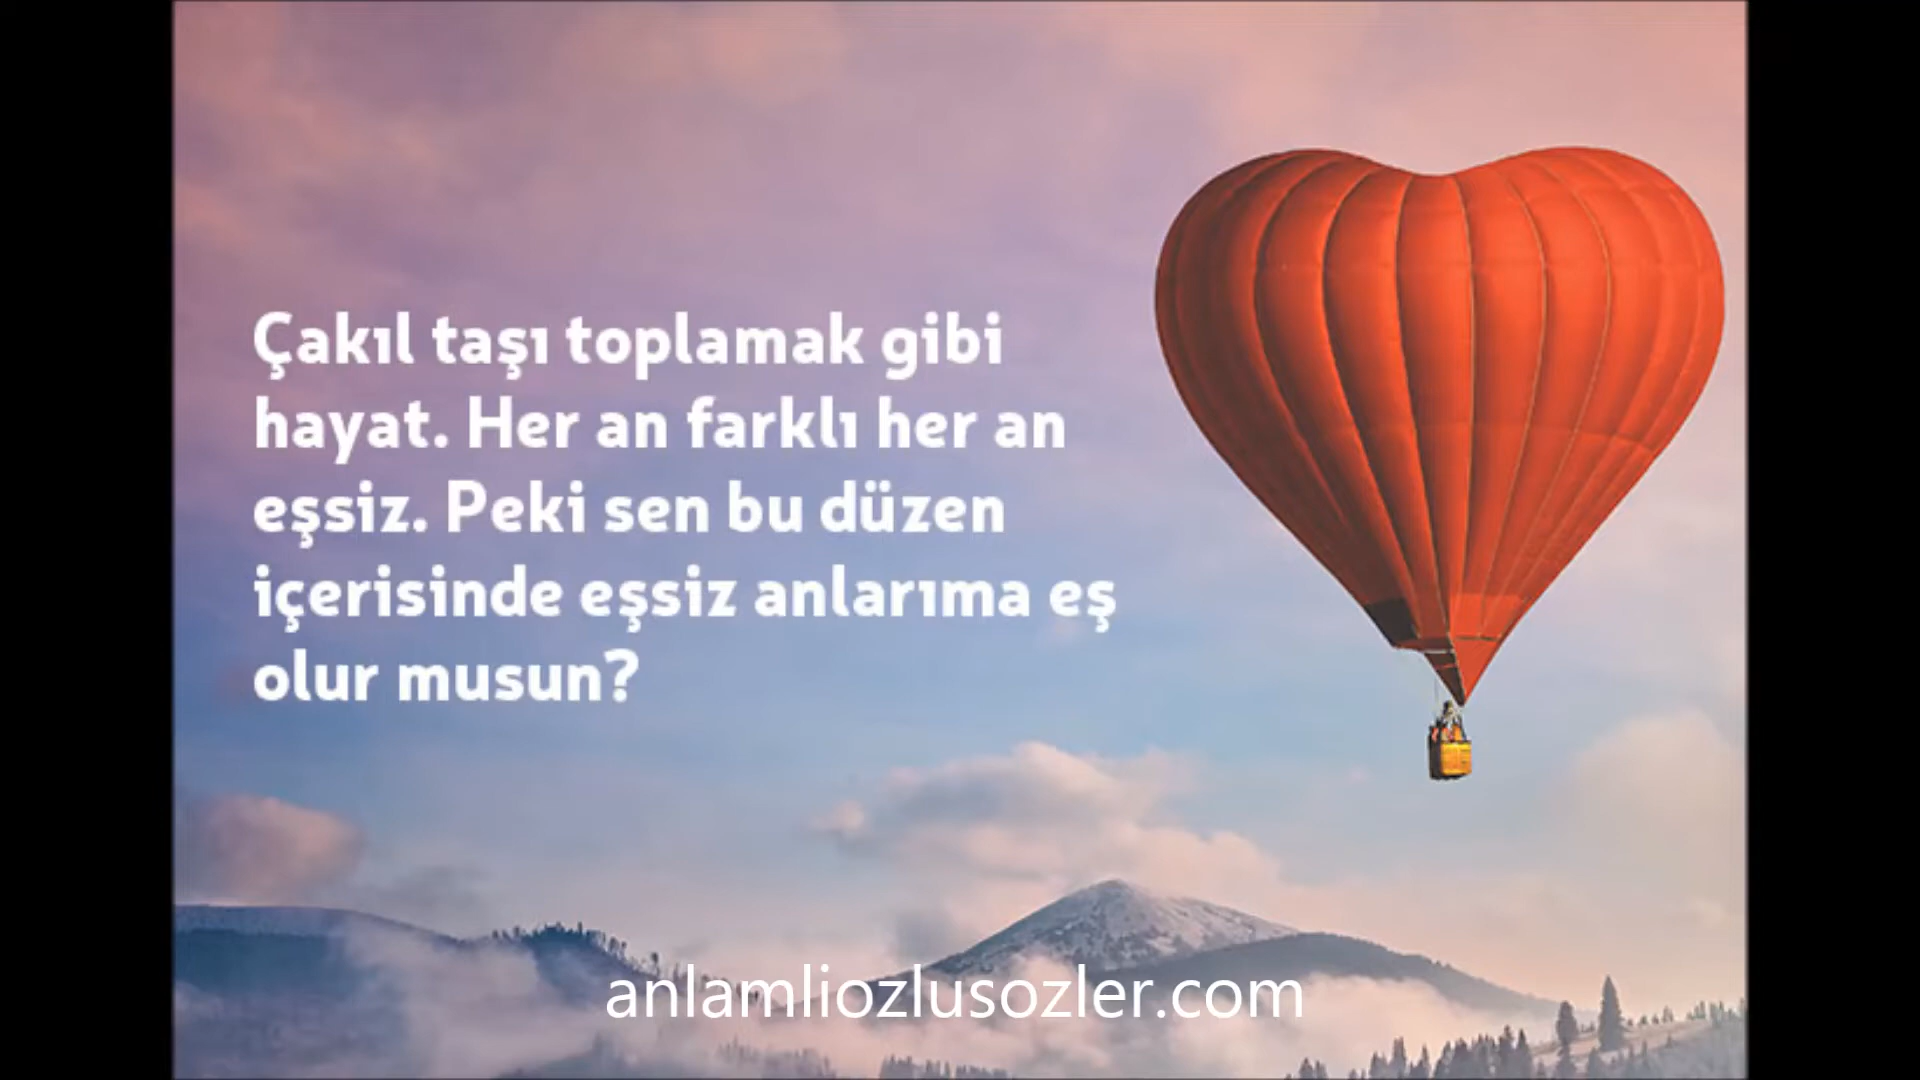 Çakıl taşı toplamak gibi
hayat. Her an farklı her an
eşsiz. Peki sen bu düzen
içerisinde eşsiz anlarıma eş
olur musun?
anlamliozlusozler.com